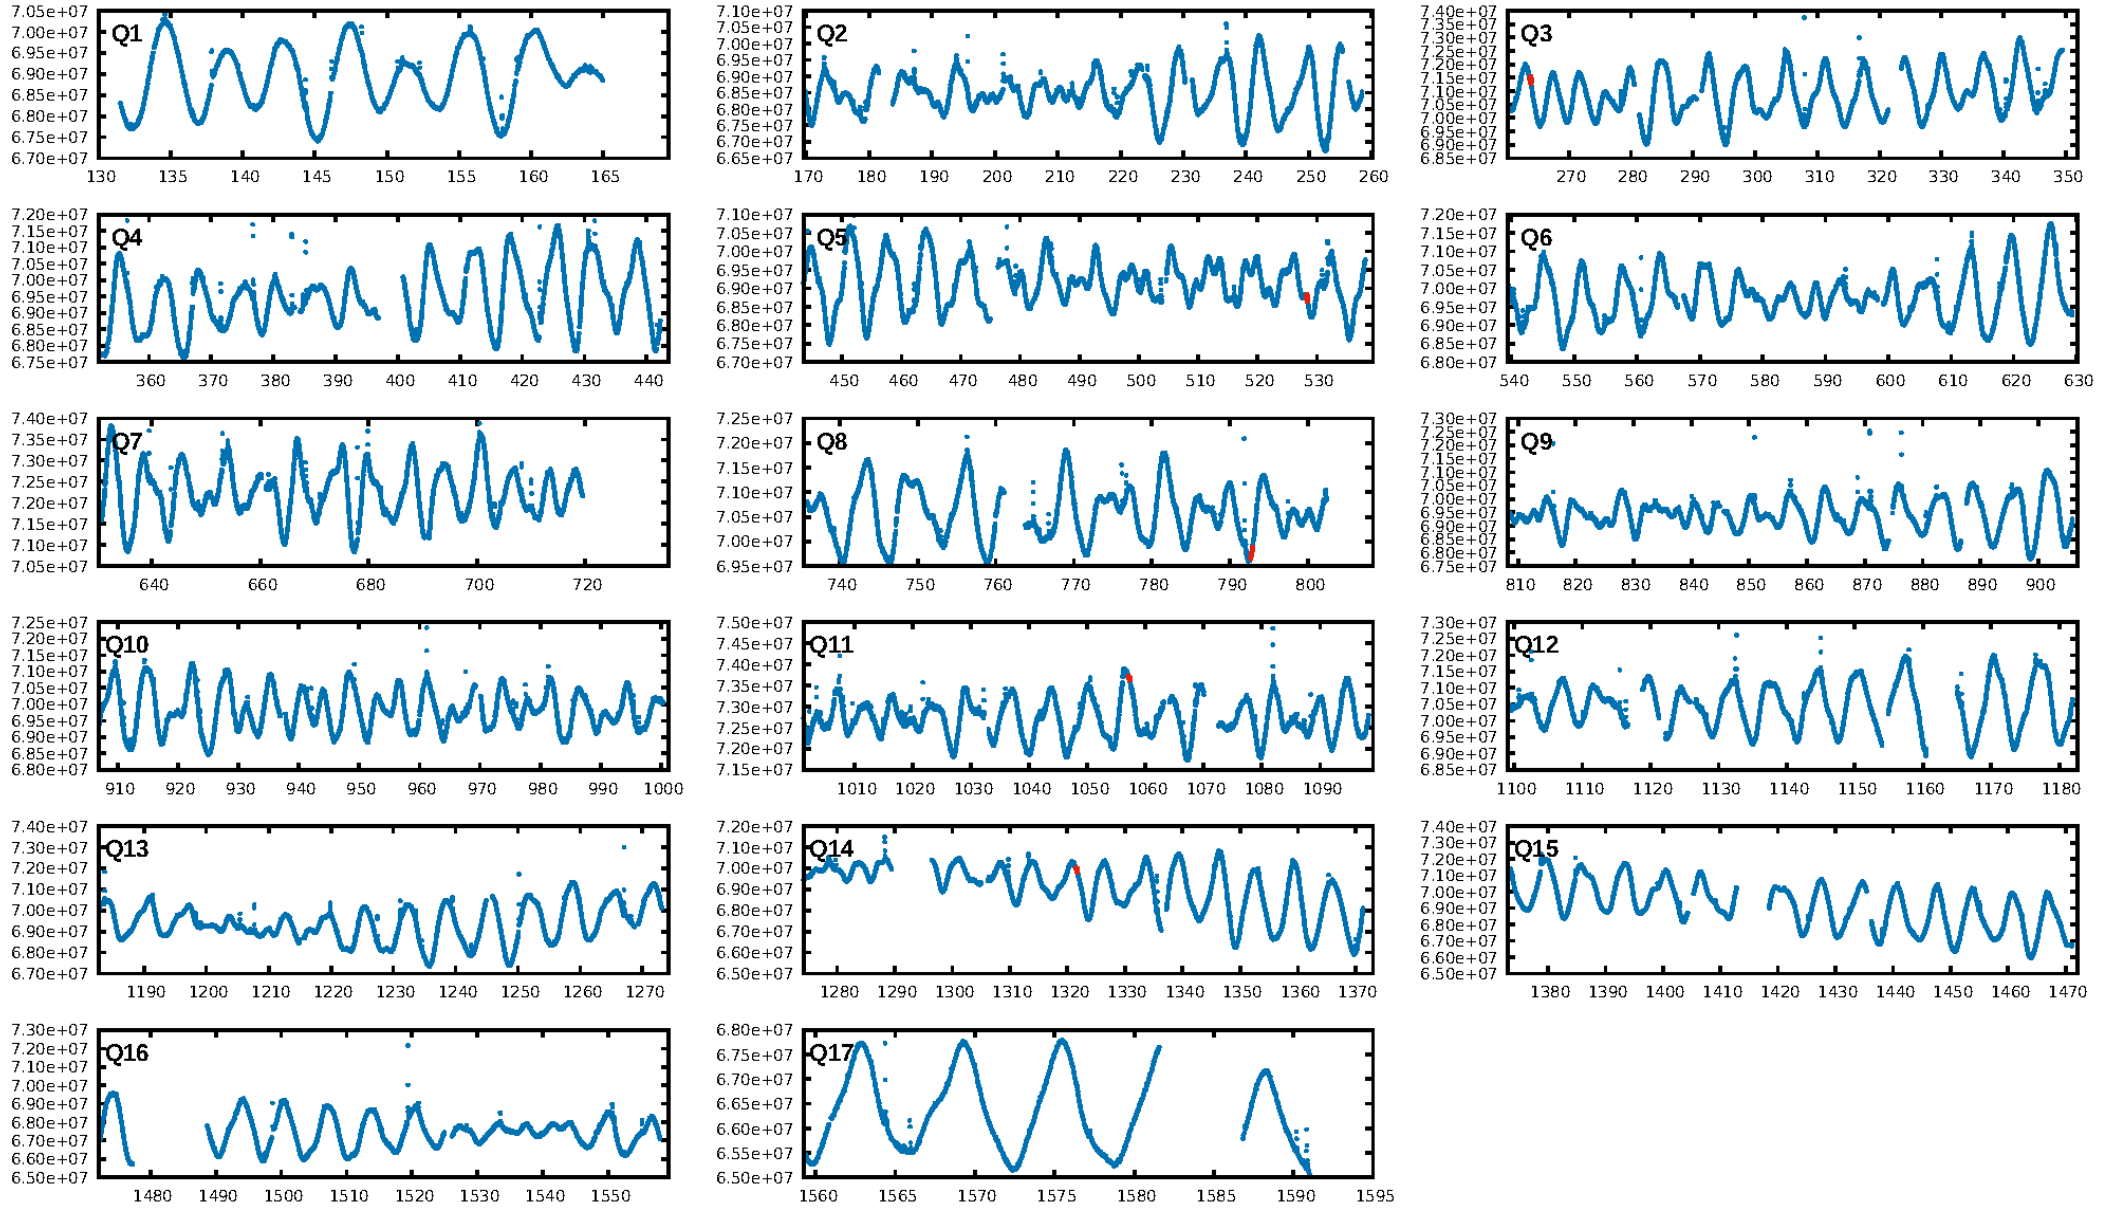 7.05e+07
7.00e+07
6.95e+07
6.90e+07
6.85e+07
6.80e+07
6.75e+07
6.70e+07
Q1
130 135 140 145 150 155 160 165
7.10e+07
7.05e+07
7.00e+07
6.95e+07
6.90e+07
6.85e+07
6.80e+07
6.75e+07
6.70e+07
6.65e+07
Q2
170 180 190 200 210 220 230 240 250 260
7.40e+07
7.35e+07
7.30e+07
7.25e+07
7.20e+07
7.15e+07
7.10e+07
7.05e+07
7.00e+07
6.95e+07
6.90e+07
6.85e+07
Q3
270 280 290 300 310 320 330 340 350
7.20e+07
7.15e+07
7.10e+07
7.05e+07
7.00e+07
6.95e+07
6.90e+07
6.85e+07
6.80e+07
6.75e+07
Q4
360 370 380 390 400 410 420 430 440
7.10e+07
7.05e+07
7.00e+07
6.95e+07
6.90e+07
6.85e+07
6.80e+07
6.75e+07
6.70e+07
Q5
450 460 470 480 490 500 510 520 530
7.20e+07
7.15e+07
7.10e+07
7.05e+07
7.00e+07
6.95e+07
6.90e+07
6.85e+07
6.80e+07
Q6
540 550 560 570 580 590 600 610 620 630
7.40e+07
7.35e+07
7.30e+07
7.25e+07
7.20e+07
7.15e+07
7.10e+07
7.05e+07
Q7
640 660 680 700 720
7.25e+07
7.20e+07
7.15e+07
7.10e+07
7.05e+07
7.00e+07
6.95e+07
Q8
740 750 760 770 780 790 800
7.30e+07
7.25e+07
7.20e+07
7.15e+07
7.10e+07
7.05e+07
7.00e+07
6.95e+07
6.90e+07
6.85e+07
6.80e+07
6.75e+07
Q9
810 820 830 840 850 860 870 880 890 900
7.25e+07
7.20e+07
7.15e+07
7.10e+07
7.05e+07
7.00e+07
6.95e+07
6.90e+07
6.85e+07
6.80e+07
Q10
910 920 930 940 950 960 970 980 990 1000
7.50e+07
7.45e+07
7.40e+07
7.35e+07
7.30e+07
7.25e+07
7.20e+07
7.15e+07
Q11
1010 1020 1030 1040 1050 1060 1070 1080 1090
7.30e+07
7.25e+07
7.20e+07
7.15e+07
7.10e+07
7.05e+07
7.00e+07
6.95e+07
6.90e+07
6.85e+07
Q12
1100 1110 1120 1130 1140 1150 1160 1170 1180
7.40e+07
7.30e+07
7.20e+07
7.10e+07
7.00e+07
6.90e+07
6.80e+07
6.70e+07
Q13
1190 1200 1210 1220 1230 1240 1250 1260 1270
7.20e+07
7.10e+07
7.00e+07
6.90e+07
6.80e+07
6.70e+07
6.60e+07
6.50e+07
Q14
1280 1290 1300 1310 1320 1330 1340 1350 1360 1370
7.40e+07
7.30e+07
7.20e+07
7.10e+07
7.00e+07
6.90e+07
6.80e+07
6.70e+07
6.60e+07
6.50e+07
Q15
1380 1390 1400 1410 1420 1430 1440 1450 1460 1470
7.30e+07
7.20e+07
7.10e+07
7.00e+07
6.90e+07
6.80e+07
6.70e+07
6.60e+07
6.50e+07
Q16
1480 1490 1500 1510 1520 1530 1540 1550
6.80e+07
6.75e+07
6.70e+07
6.65e+07
6.60e+07
6.55e+07
6.50e+07
Q17
1560 1565 1570 1575 1580 1585 1590 1595